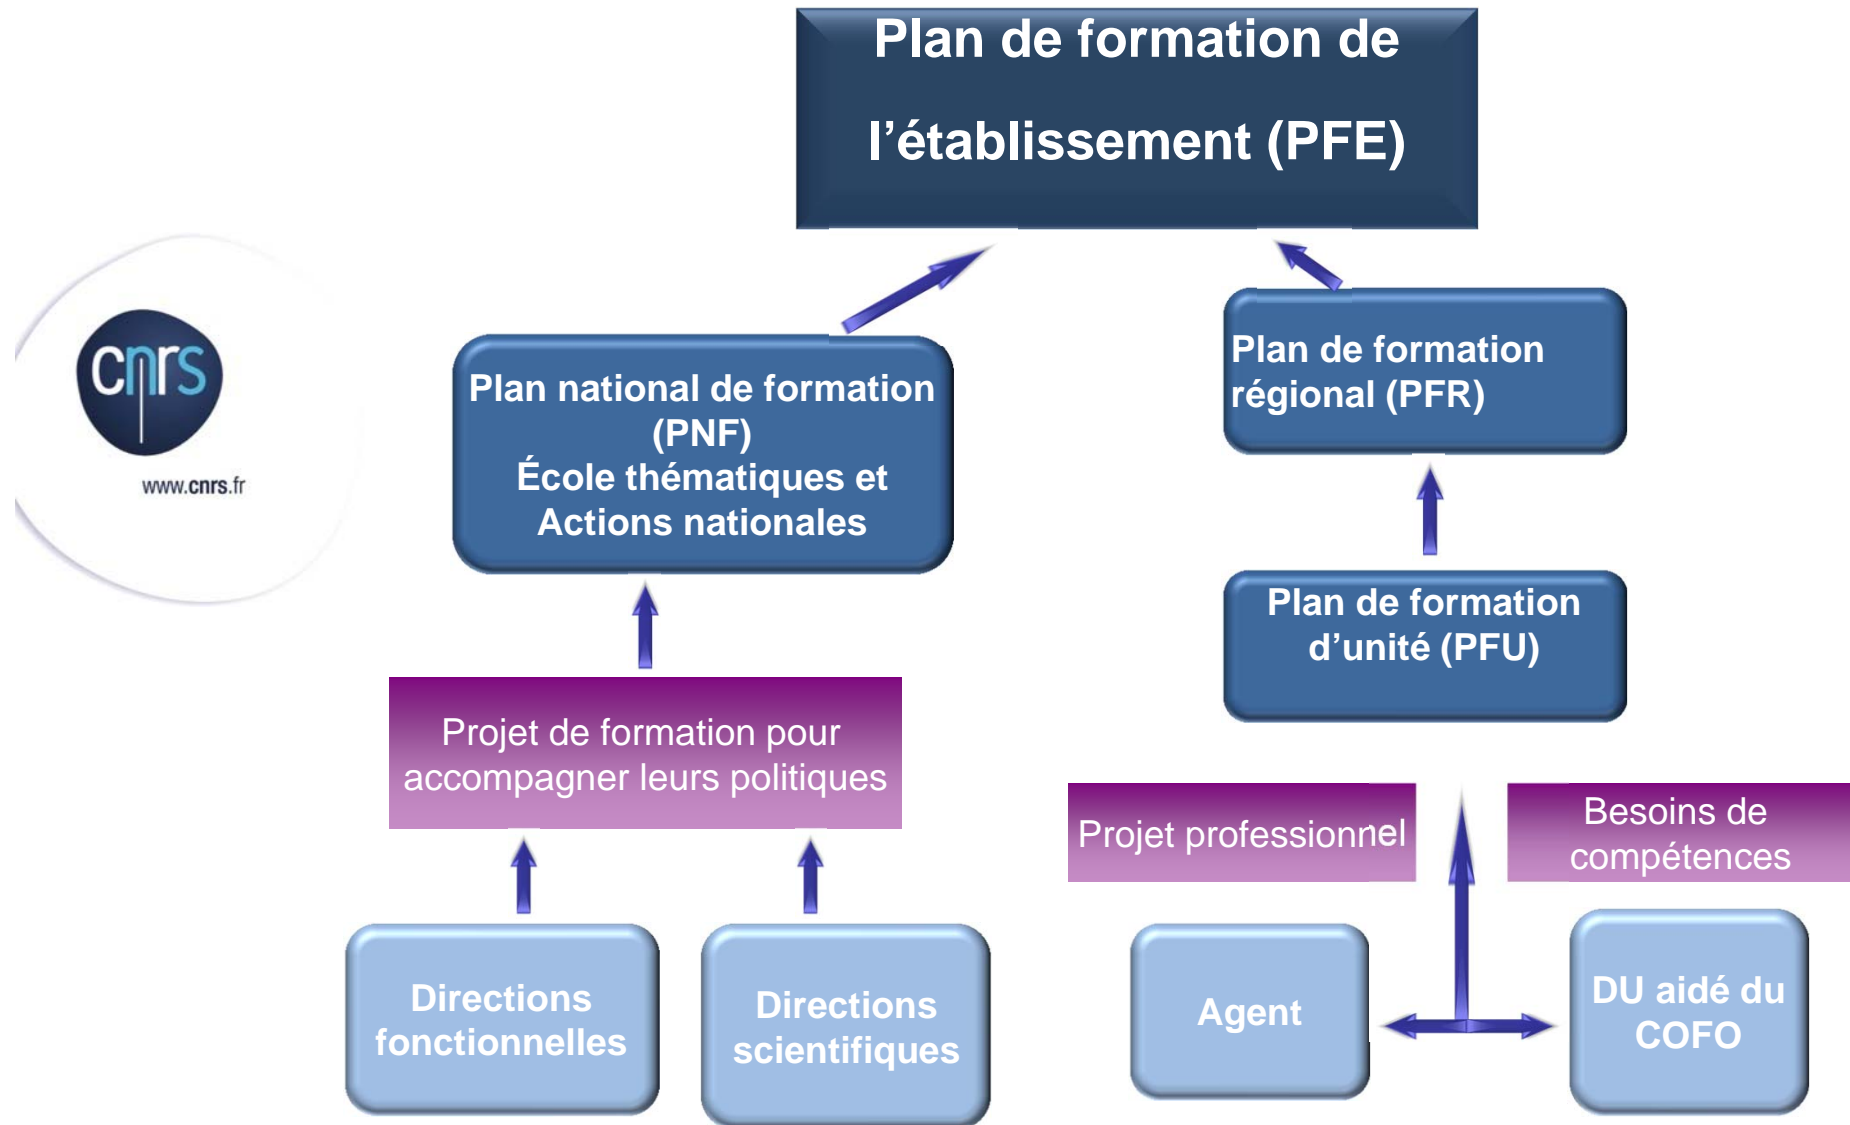 Plan de formation de
l’établissement (PFE)
cnrs
www.cnrs.fr
Plan national de formation
(PNF)
École thématiques et
Actions nationales
Plan de formation
régional (PFR)
Plan de formation
d’unité (PFU)
Projet de formation pour
accompagner leurs politiques
Projet professionnel
Besoins de
compétences
Directions
fonctionnelles
Directions
scientifiques
Agent
DU aidé du
COFO